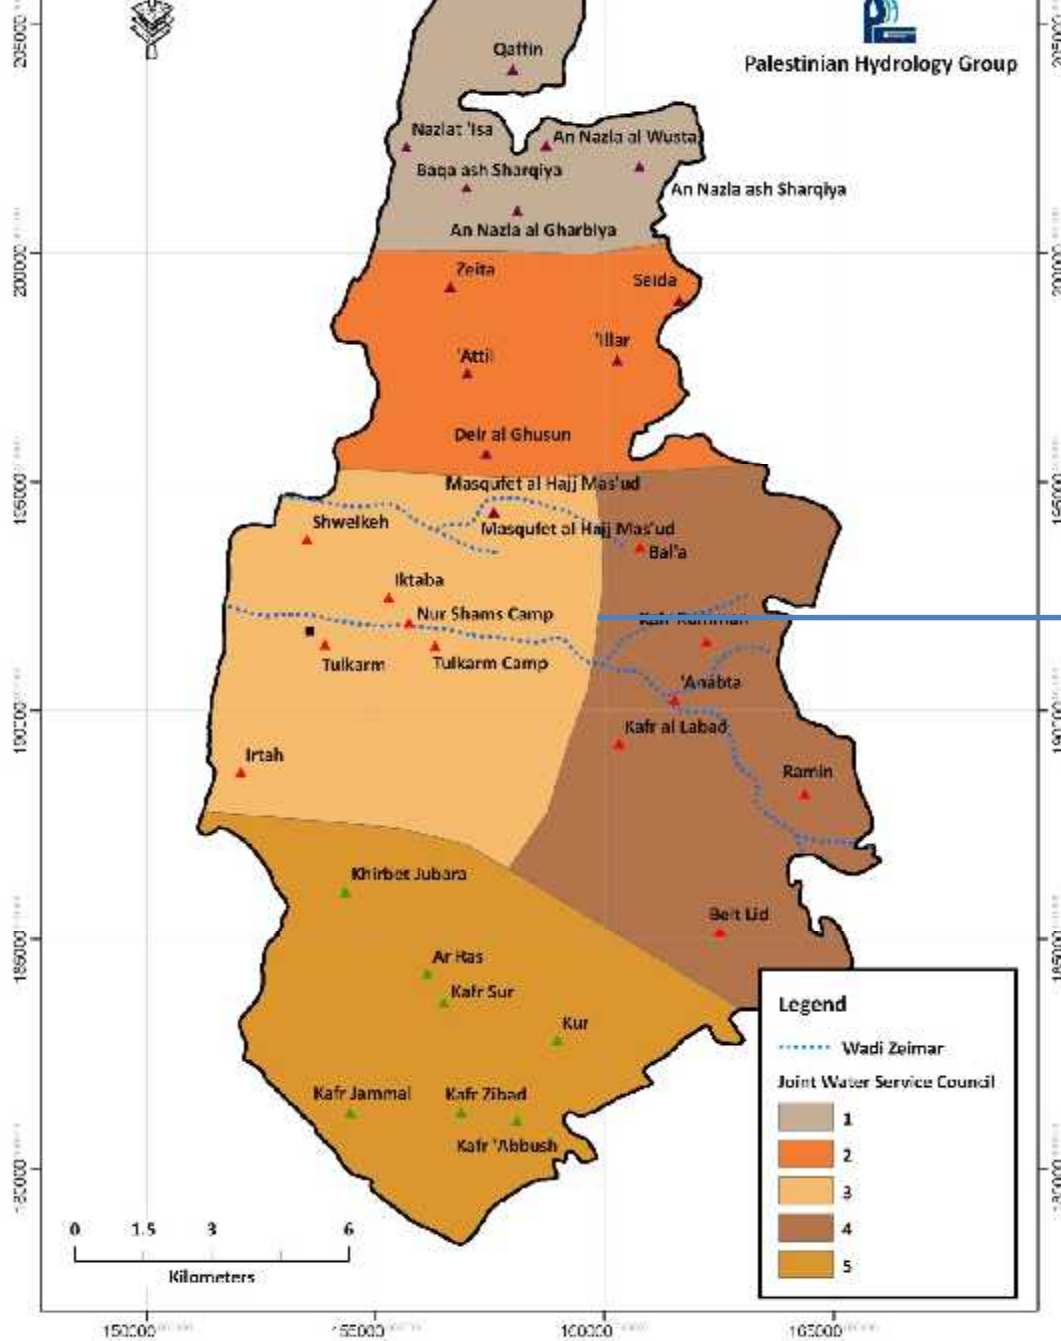 Palestinian Hydrology Group
Qaffin
Nazlat 'Isa
An Nazla al Wusta
Baqa ash Sharqiya
An Nazla ash Sharqiya
An Nazla al Gharbiya
Zeita
Seida
'Attil
'Illar
Deir al Ghusun
Masqufet al Hajj Mas'ud
Shweikeh
Masqufet al Hajj Mas'ud
Bal'a
Iktaba
Nur Shams Camp
Kafr Rumman
Tulkarm
Tulkarm Camp
'Anabta
Kafr al Labad
Irtah
Ramin
Khirbet Jubara
Beit Lid
Ar Ras
Kafr Sur
Kur
Kafr Jammal
Kafr Zibad
Kafr 'Abbush
Legend
Wadi Zeimar
Joint Water Service Council
1
2
3
4
5
0 1.5 3 6
Kilometers
205000
200000
195000
190000
185000
180000
150000 155000 160000 165000